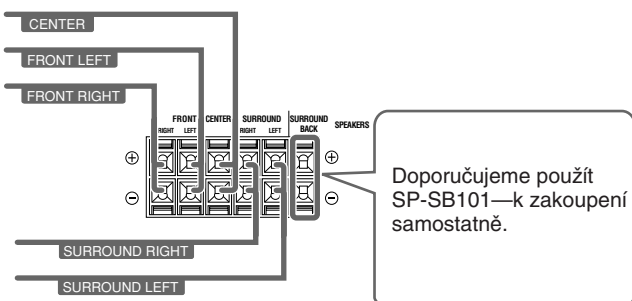 CENTER
FRONT LEFT
FRONT RIGHT
FRONT CENTER SURROUND SURROUND BACK SPEAKERS
RIGHT LEFT RIGHT LEFT
⊕ ⊕
⊖ ⊖
Doporučujeme použít
SP-SB101—k zakoupení
samostatně.
SURROUND RIGHT
SURROUND LEFT